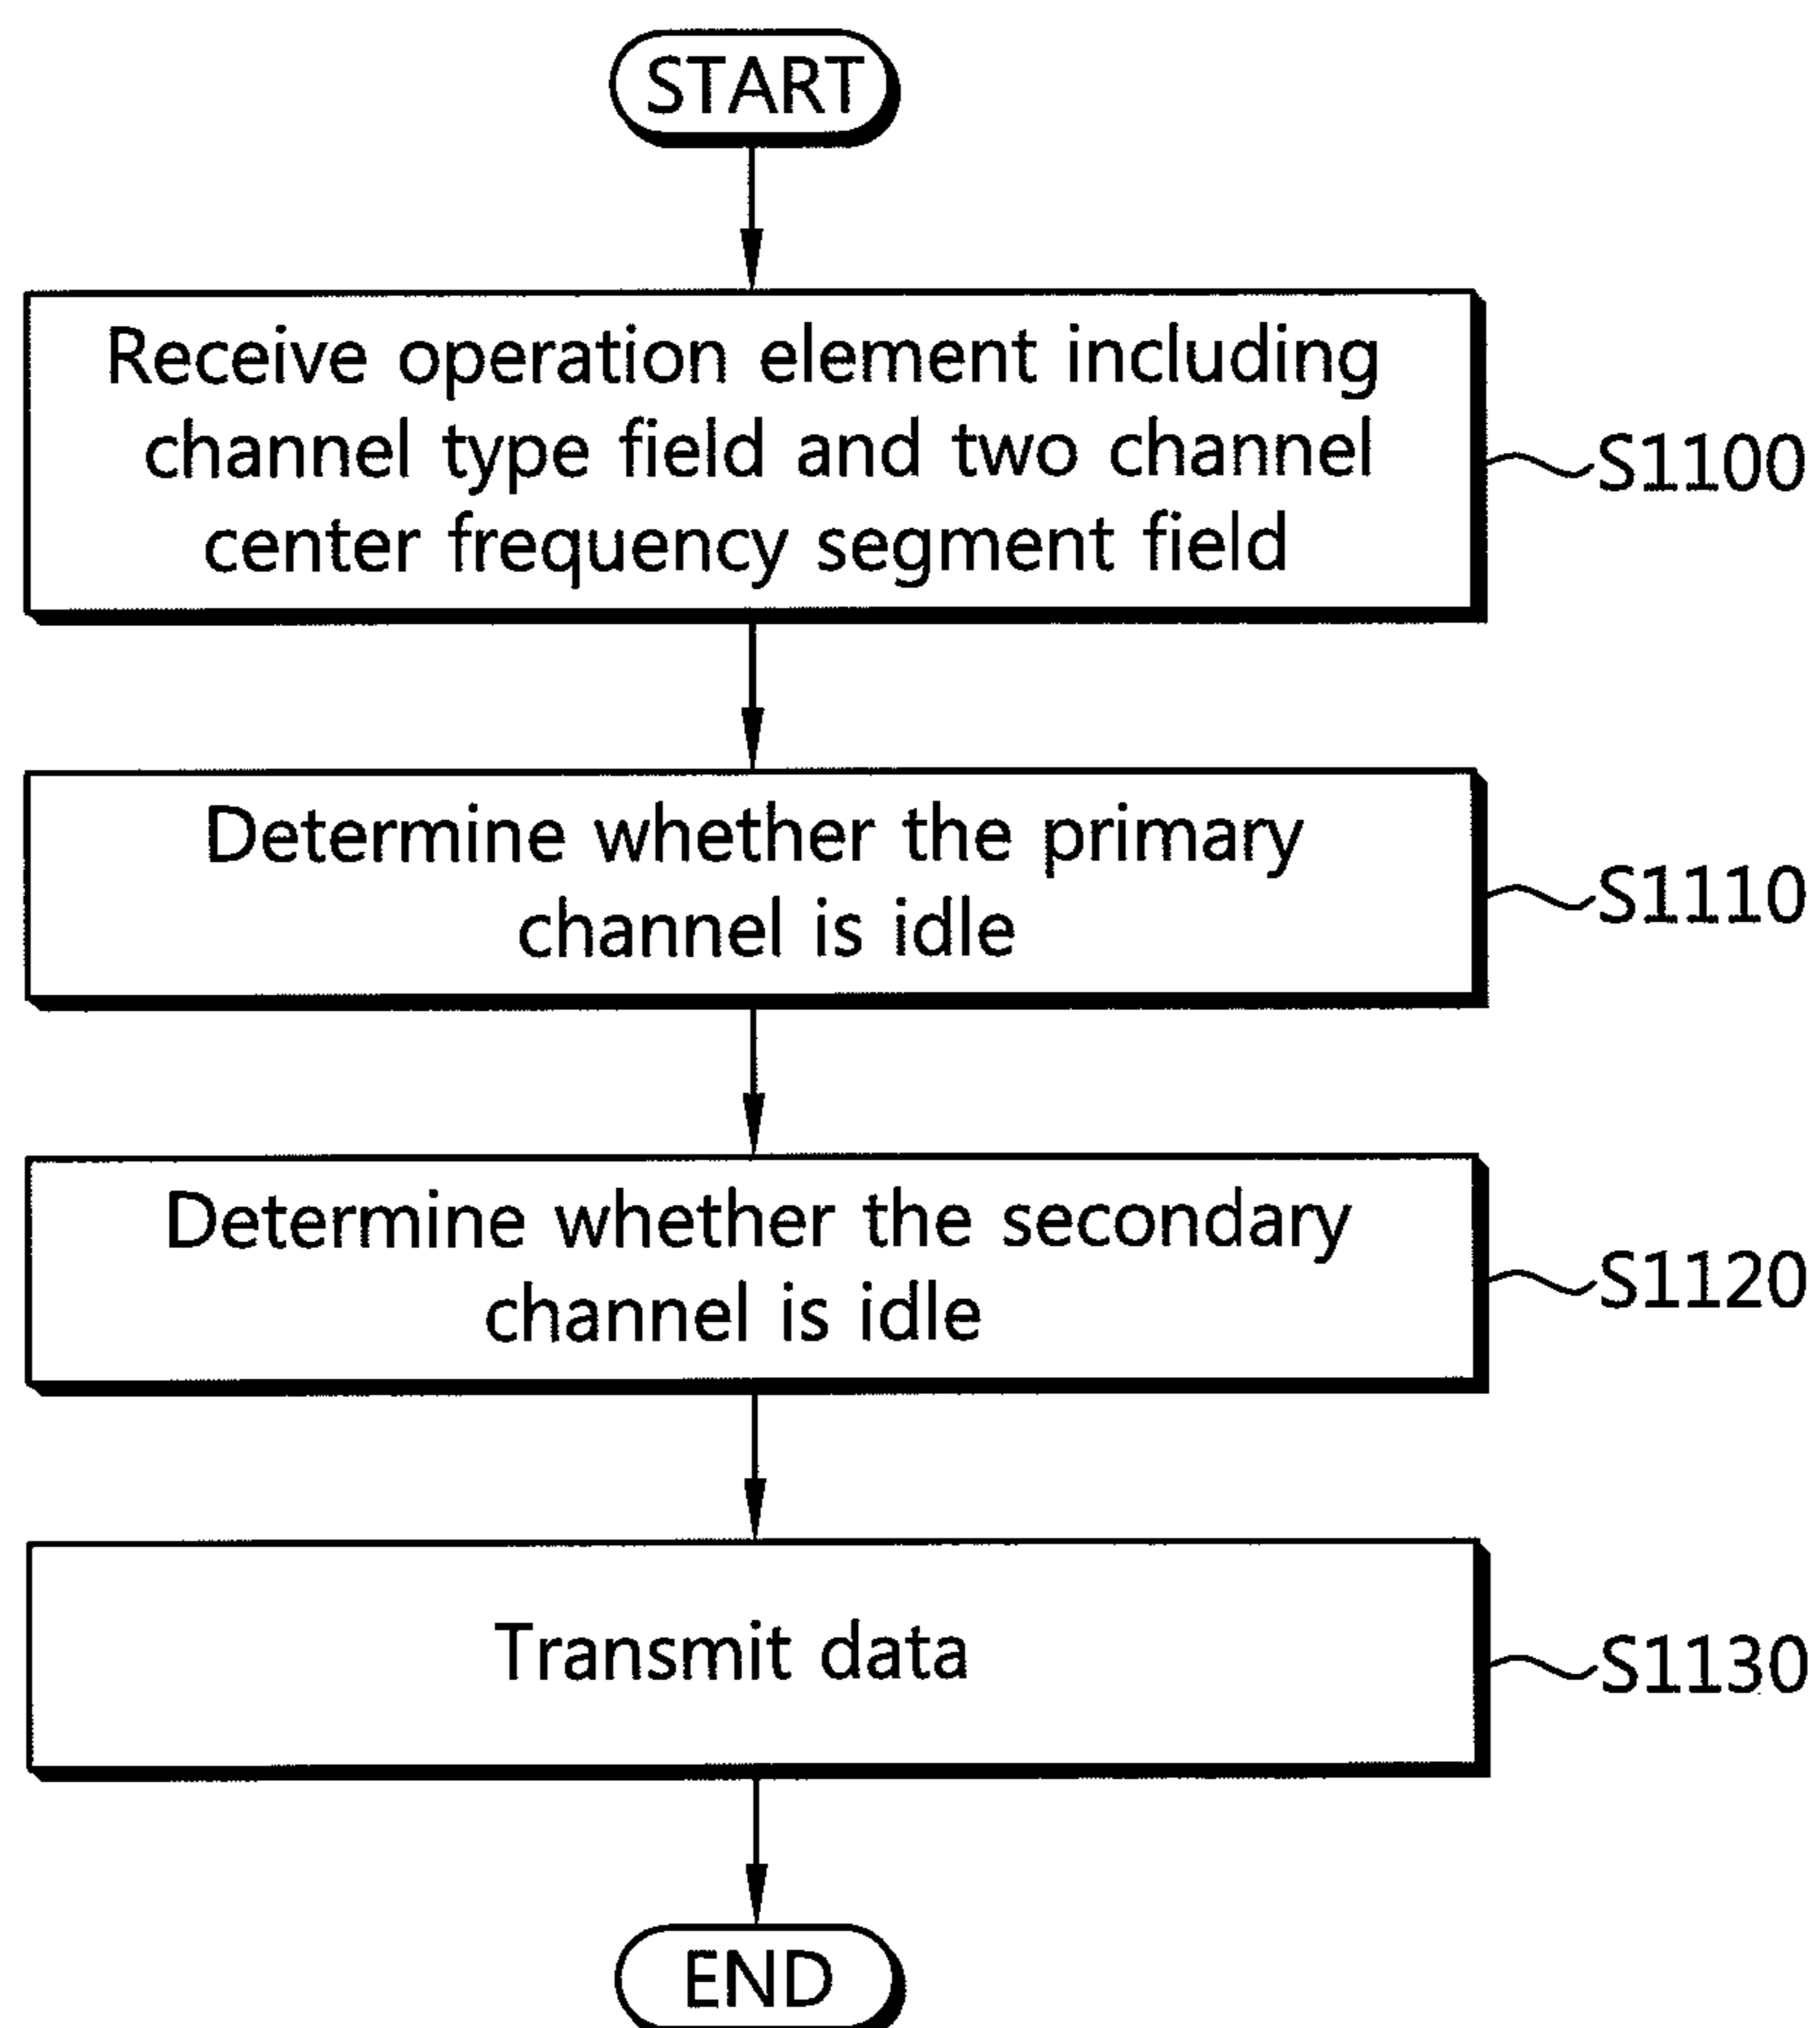 START
Receive operation element including
channel type field and two channel
center frequency segment field
S1100
Determine whether the primary
channel is idle
S1110
Determine whether the secondary
channel is idle
S1120
Transmit data
S1130
END